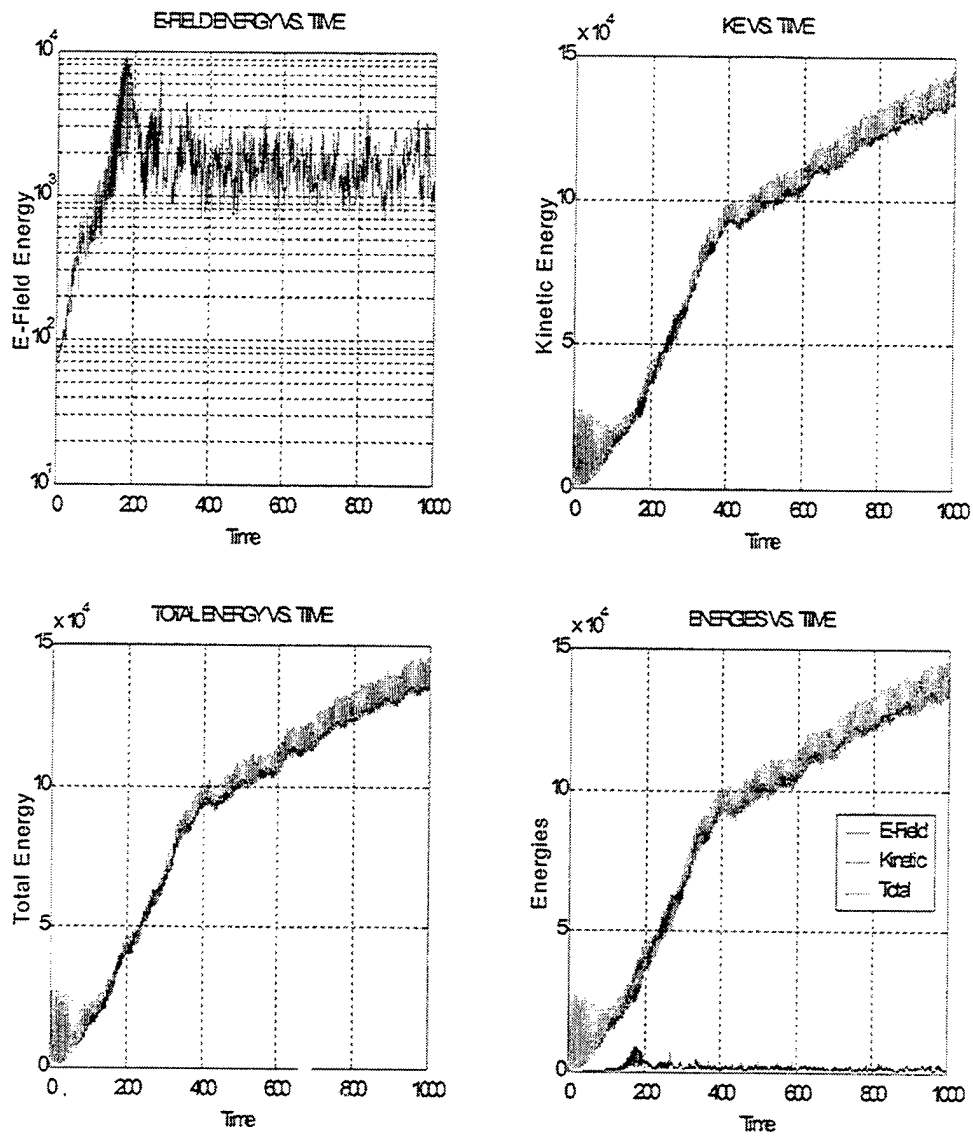 E-FIELD ENERGY VS. TIME
E-Field Energy
10^4
10^3
10^2
10^1
0 200 400 600 800 1000
Time
KE VS. TIME
x 10^4
Kinetic Energy
15
10
5
0
0 200 400 600 800 1000
Time
TOTAL ENERGY VS. TIME
x 10^4
Total Energy
15
10
5
0
0 200 400 600 800 1000
Time
ENERGIES VS. TIME
x 10^4
Energies
15
10
5
0
E-Field
Kinetic
Total
0 200 400 600 800 1000
Time